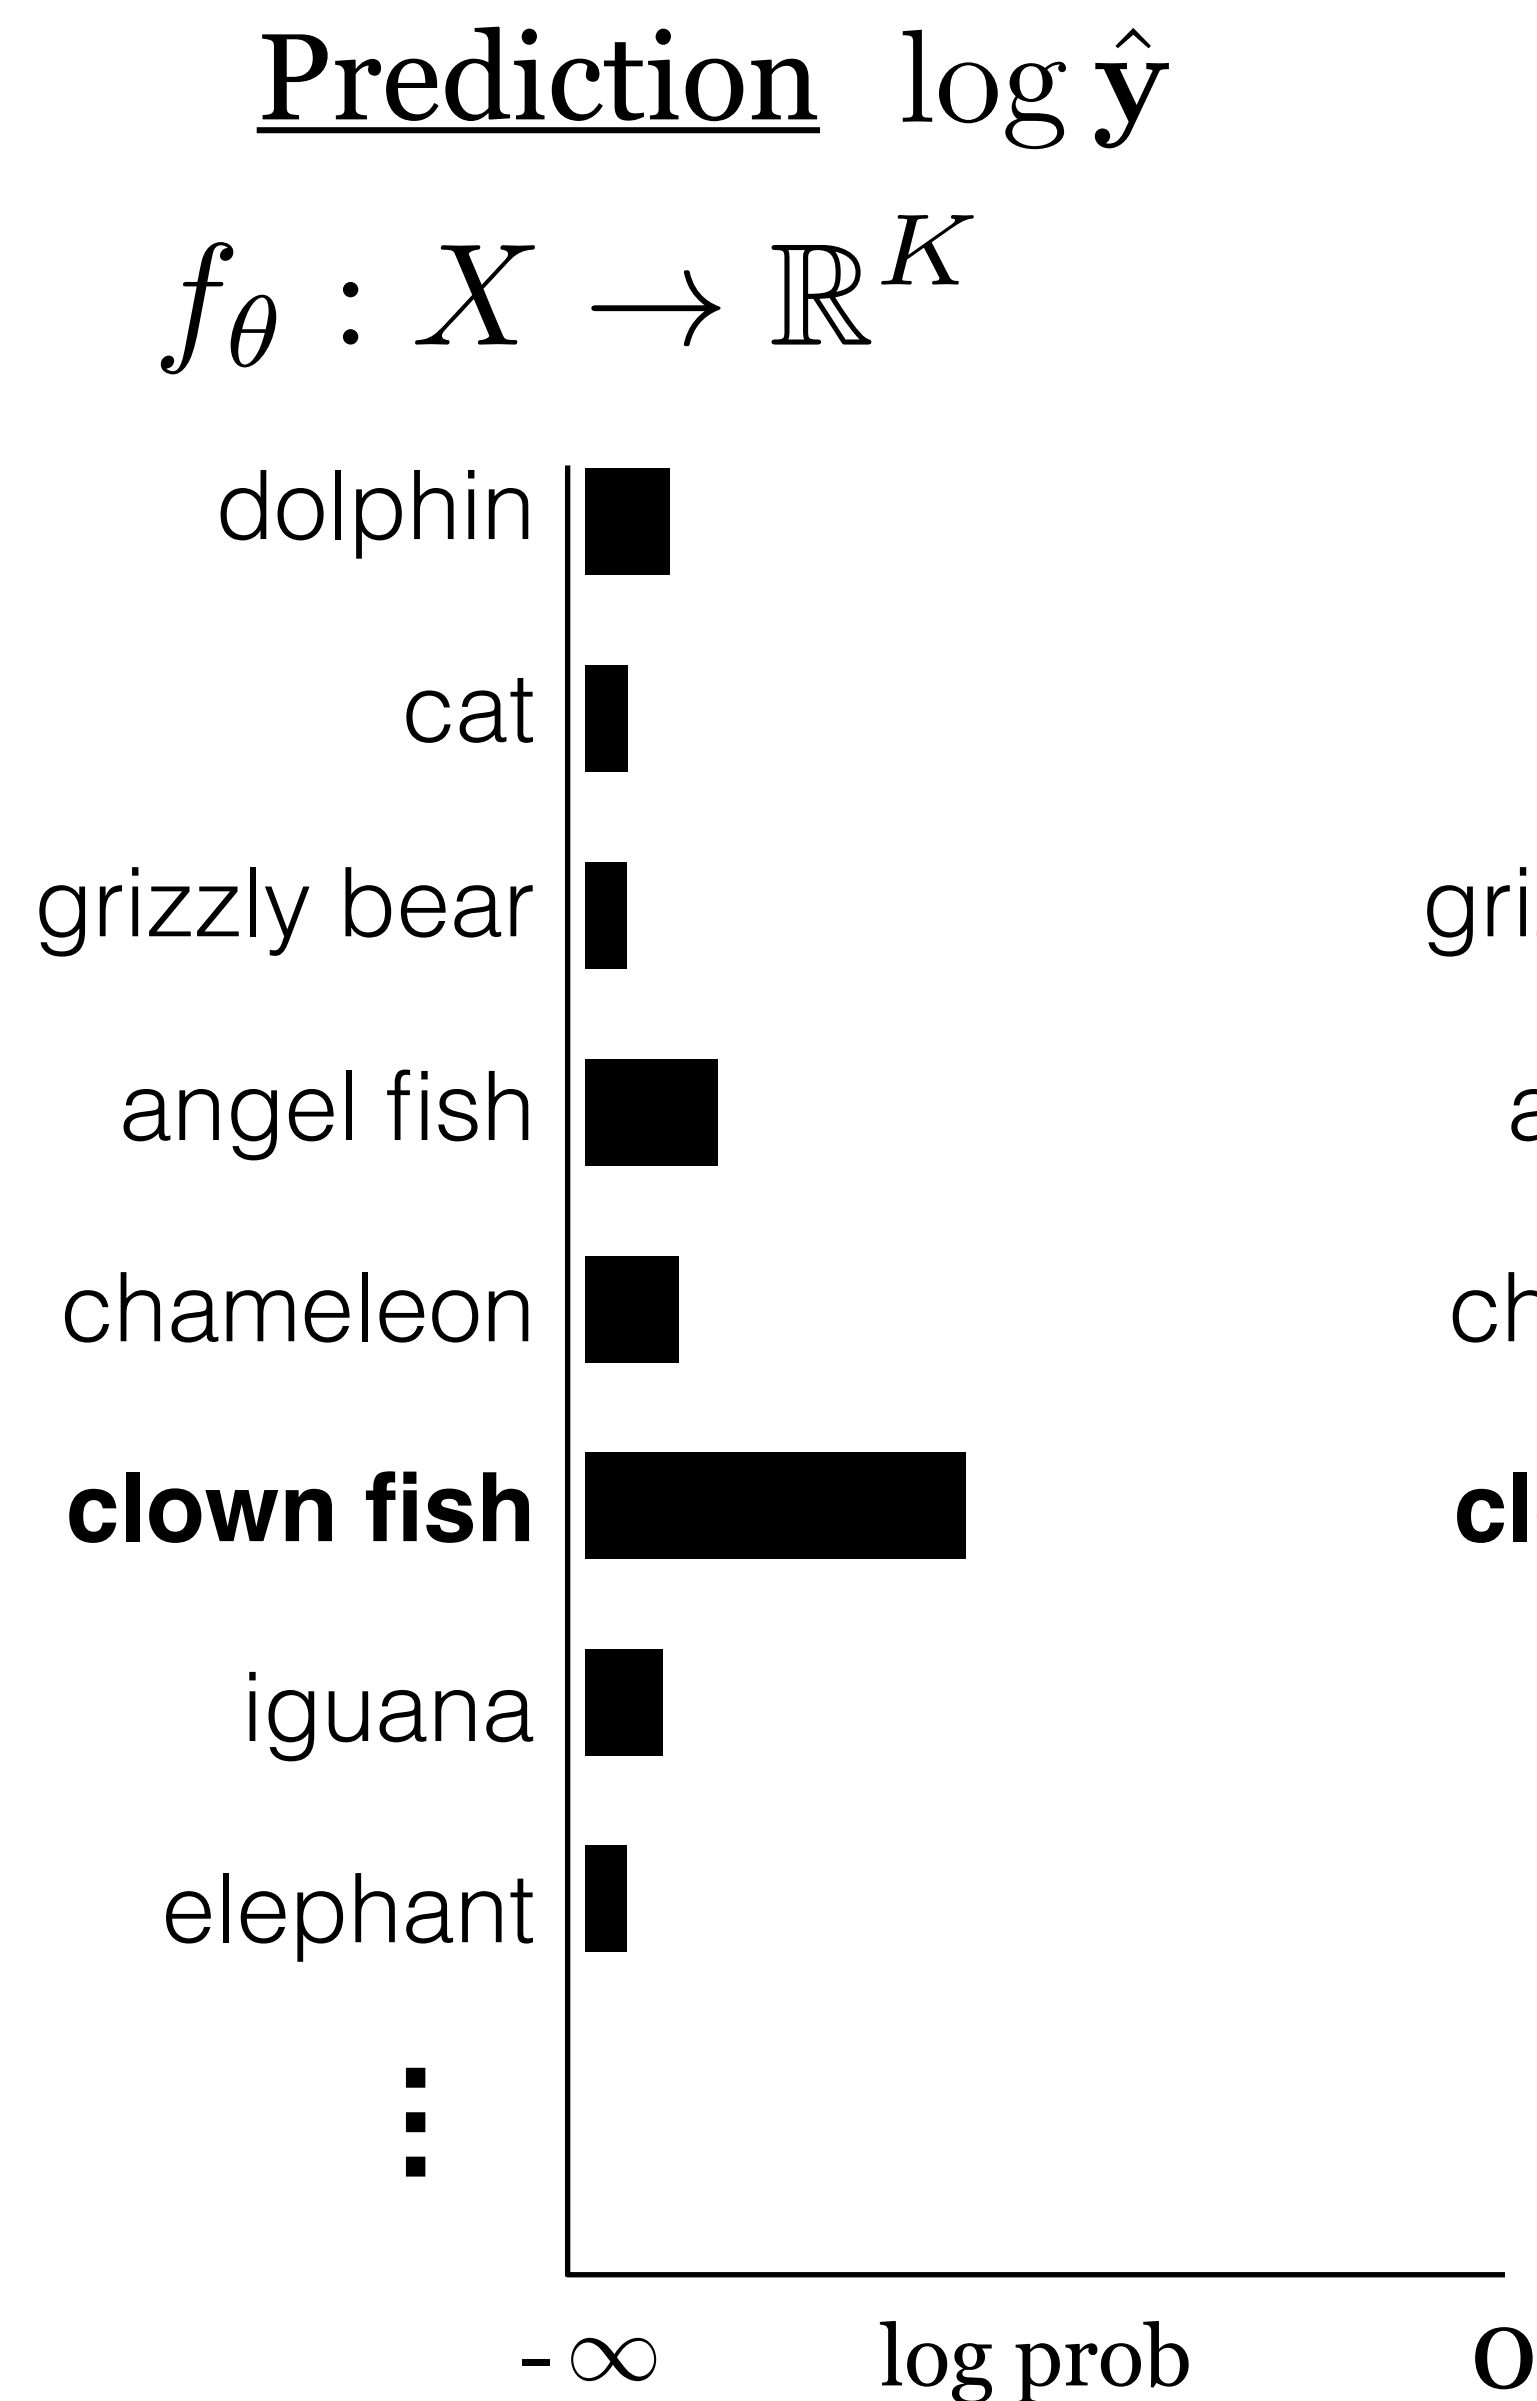 Prediction log ŷ
f_θ : X → ℝ^K
dolphin
cat
grizzly bear
angel fish
chameleon
clown fish
iguana
elephant
⋮
-∞ log prob 0